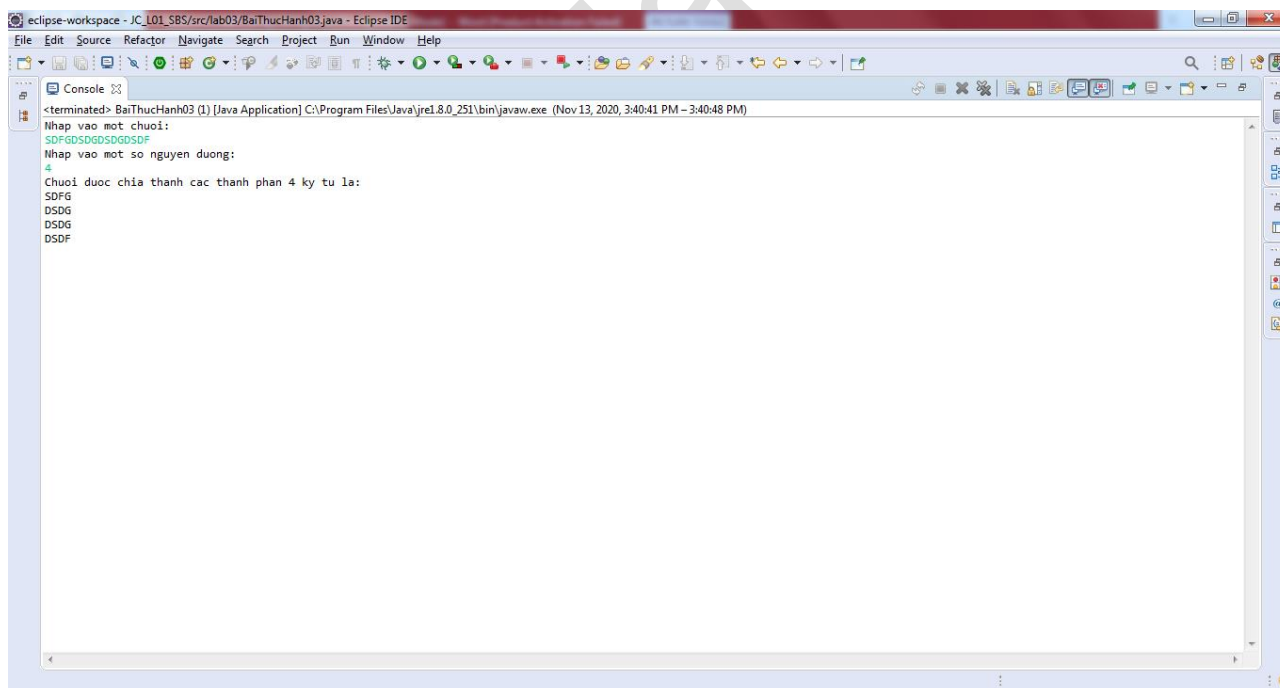 eclipse-workspace - JC_L01_SBS/src/lab03/BaiThucHanh03.java - Eclipse IDE
File Edit Source Refactor Navigate Search Project Run Window Help
Console
<terminated> BaiThucHanh03 (1) [Java Application] C:\Program Files\Java\jre1.8.0_251\bin\javaw.exe (Nov 13, 2020, 3:40:41 PM – 3:40:48 PM)
Nhap vao mot chuoi:
SDFGDSDGDSDGDSDF
Nhap vao mot so nguyen duong:
4
Chuoi duoc chia thanh cac thanh phan 4 ky tu la:
SDFG
DSDG
DSDG
DSDF